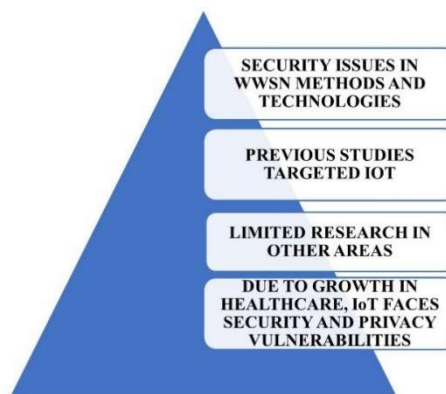 SECURITY ISSUES IN
WWSN METHODS AND
TECHNOLOGIES
PREVIOUS STUDIES
TARGETED IOT
LIMITED RESEARCH IN
OTHER AREAS
DUE TO GROWTH IN
HEALTHCARE, IoT FACES
SECURITY AND PRIVACY
VULNERABILITIES